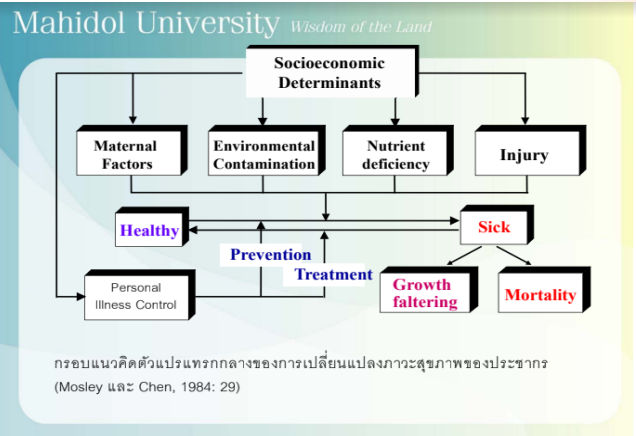 Mahidol University Wisdom of the Land
Socioeconomic
Determinants
Maternal
Factors
Environmental
Contamination
Nutrient
deficiency
Injury
Healthy
Sick
Prevention
Treatment
Personal
Illness Control
Growth
faltering
Mortality
กรอบแนวคิดตัวแปรแทรกกลางของการเปลี่ยนแปลงภาวะสุขภาพของประชากร
(Mosley และ Chen, 1984: 29)